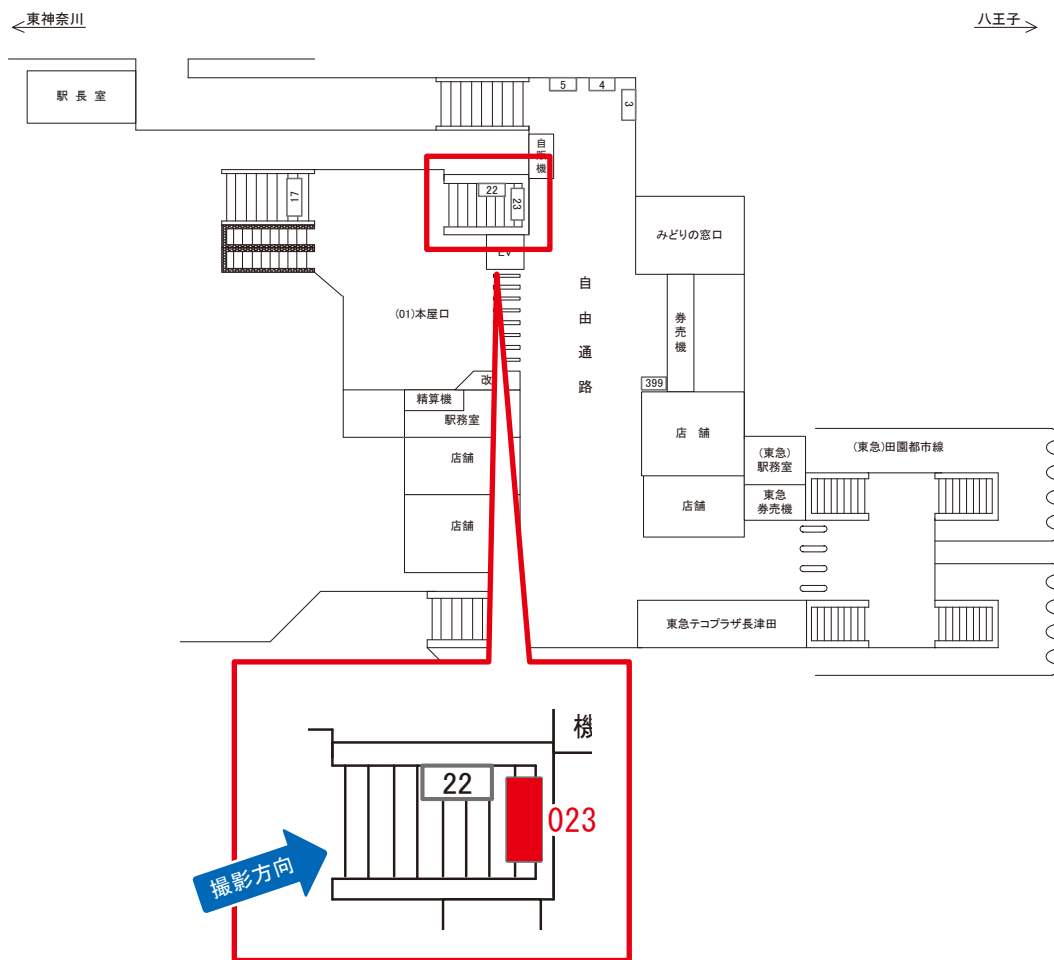 東神奈川
八王子
駅長室
5
4
3
自販機
17
22
23
EV
みどりの窓口
自由通路
(01)本屋口
券売機
399
改
精算機
駅務室
店舗
店舗
店舗
店舗
(東急)
駅務室
東急
券売機
(東急)田園都市線
東急テコプラザ長津田
機
22
023
撮影方向